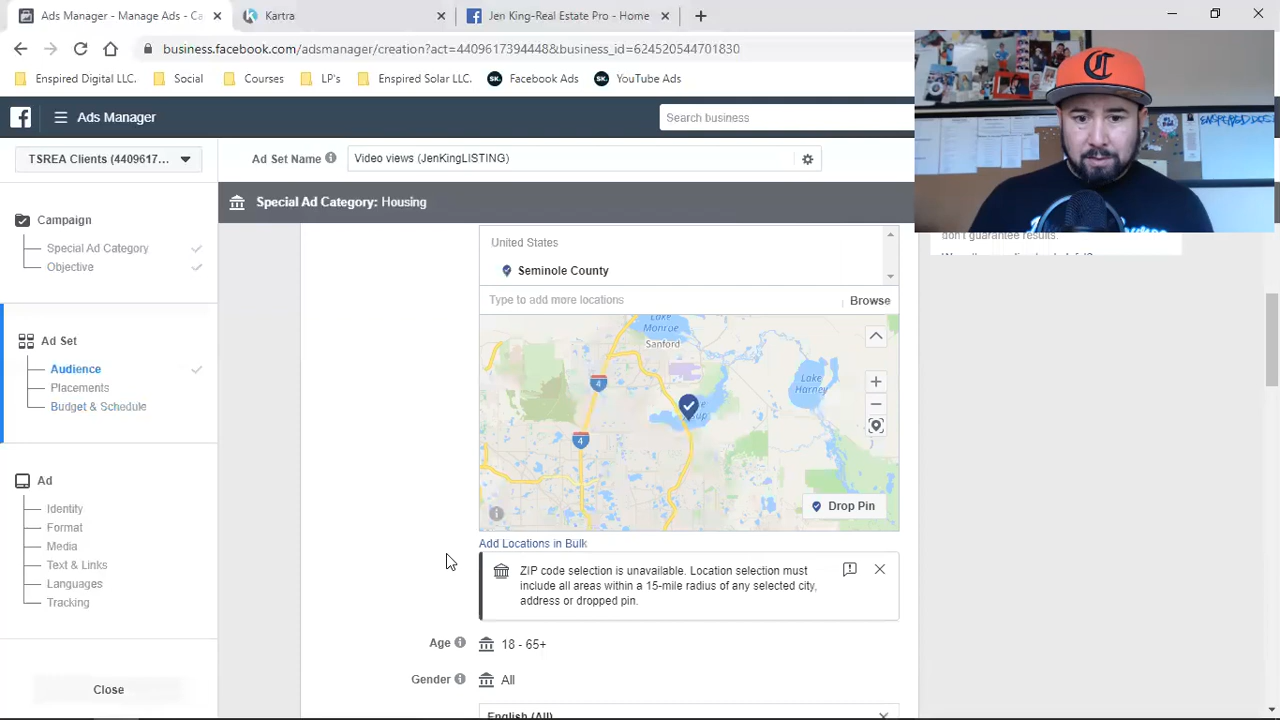 Ads Manager - Manage Ads - Ca
Kartra
Jen King-Real Estate Pro - Home
business.facebook.com/adsmanager/creation?act=4409617394448&business_id=624520544701830
Enspired Digital LLC.
Social
Courses
LP's
Enspired Solar LLC.
Facebook Ads
YouTube Ads
Ads Manager
Search business
TSREA Clients (4409617...
Ad Set Name
Video views (JenKingLISTING)
Special Ad Category: Housing
Campaign
Special Ad Category
Objective
Ad Set
Audience
Placements
Budget & Schedule
Ad
Identity
Format
Media
Text & Links
Languages
Tracking
Close
United States
Seminole County
Type to add more locations
Browse
Lake
Monroe
Sanford
Lake
Harney
4
4
Drop Pin
Add Locations in Bulk
ZIP code selection is unavailable. Location selection must
include all areas within a 15-mile radius of any selected city,
address or dropped pin.
Age
18 - 65+
Gender
All
English (All)
don't guarantee results.